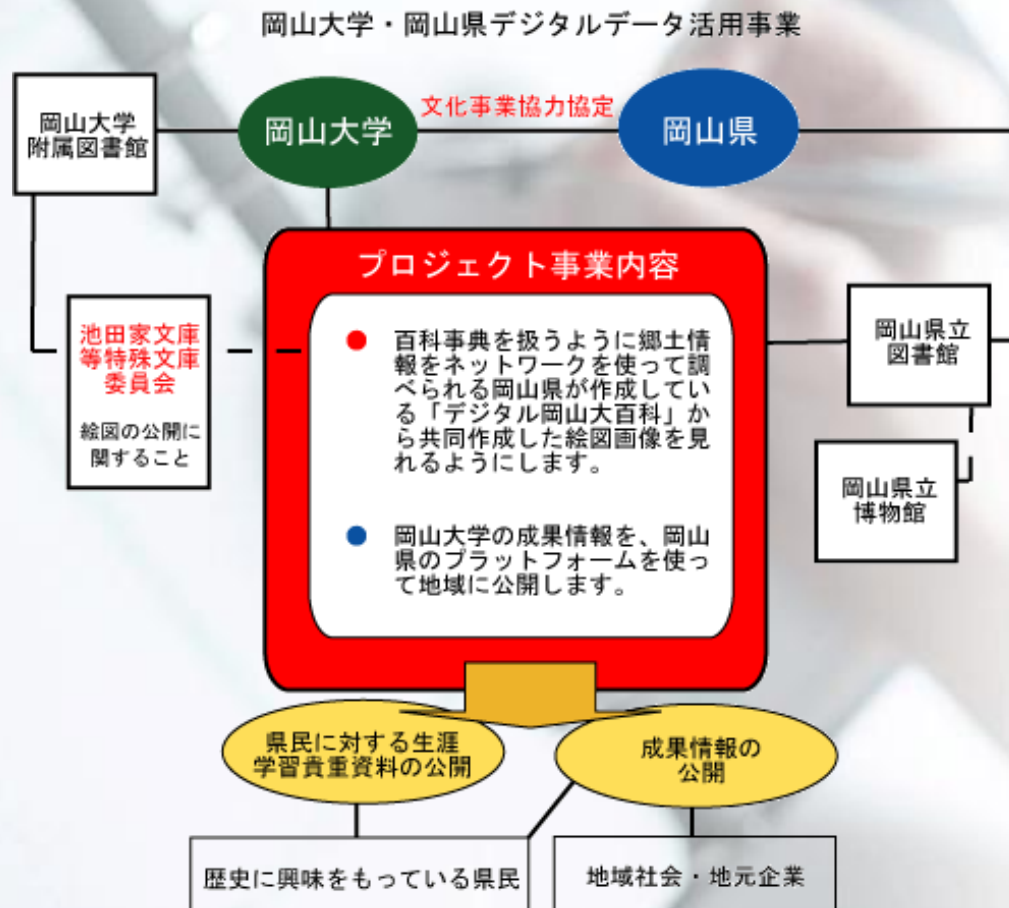 岡山大学・岡山県デジタルデータ活用事業
岡山大学
附属図書館
岡山大学
文化事業協力協定
岡山県
プロジェクト事業内容
百科事典を扱うように郷土情
報をネットワークを使って調
べられる岡山県が作成してい
る「デジタル岡山大百科」か
ら共同作成した絵図画像を見
れるようにします。
岡山大学の成果情報を、岡山
県のプラットフォームを使っ
て地域に公開します。
池田家文庫
等特殊文庫
委員会
絵図の公開に
関すること
岡山県立
図書館
岡山県立
博物館
県民に対する生涯
学習貴重資料の公開
成果情報の
公開
歴史に興味をもっている県民
地域社会・地元企業